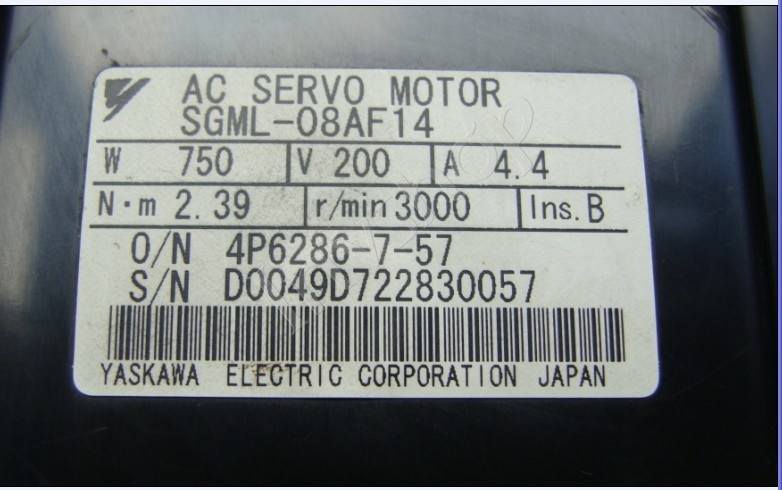 AC SERVO MOTOR
SGML-08AF14
W 750 V 200 A 4.4
N·m 2.39 r/min 3000 Ins. B
O/N 4P6286-7-57
S/N D0049D722830057
YASKAWA ELECTRIC CORPORATION JAPAN